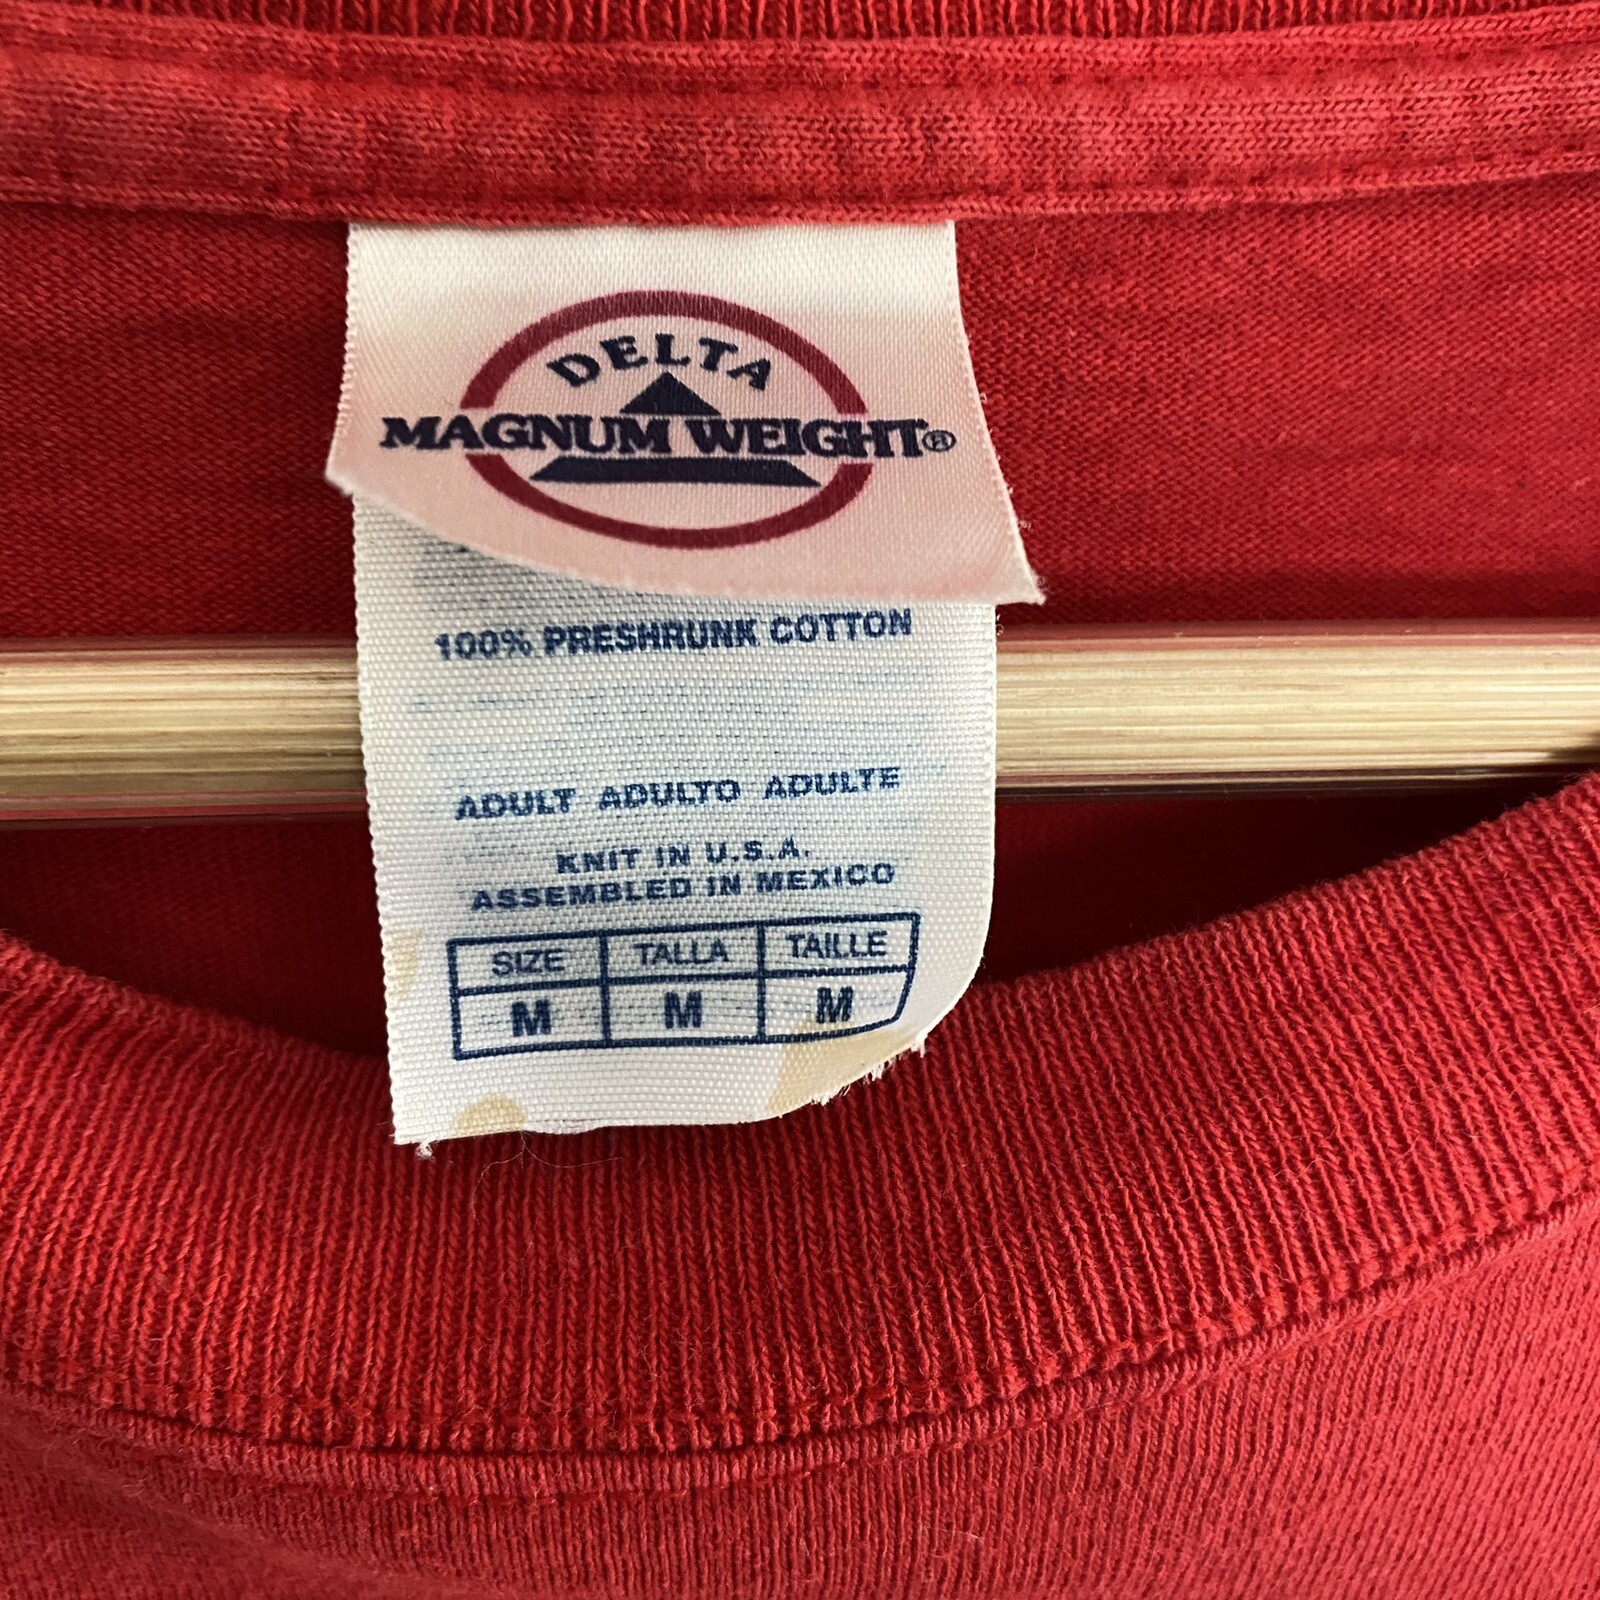 DELTA
MAGNUM WEIGHT®
100% PRESHRUNK COTTON
ADULT ADULTO ADULTE
KNIT IN U.S.A.
ASSEMBLED IN MEXICO
SIZE TALLA TAILLE
M M M